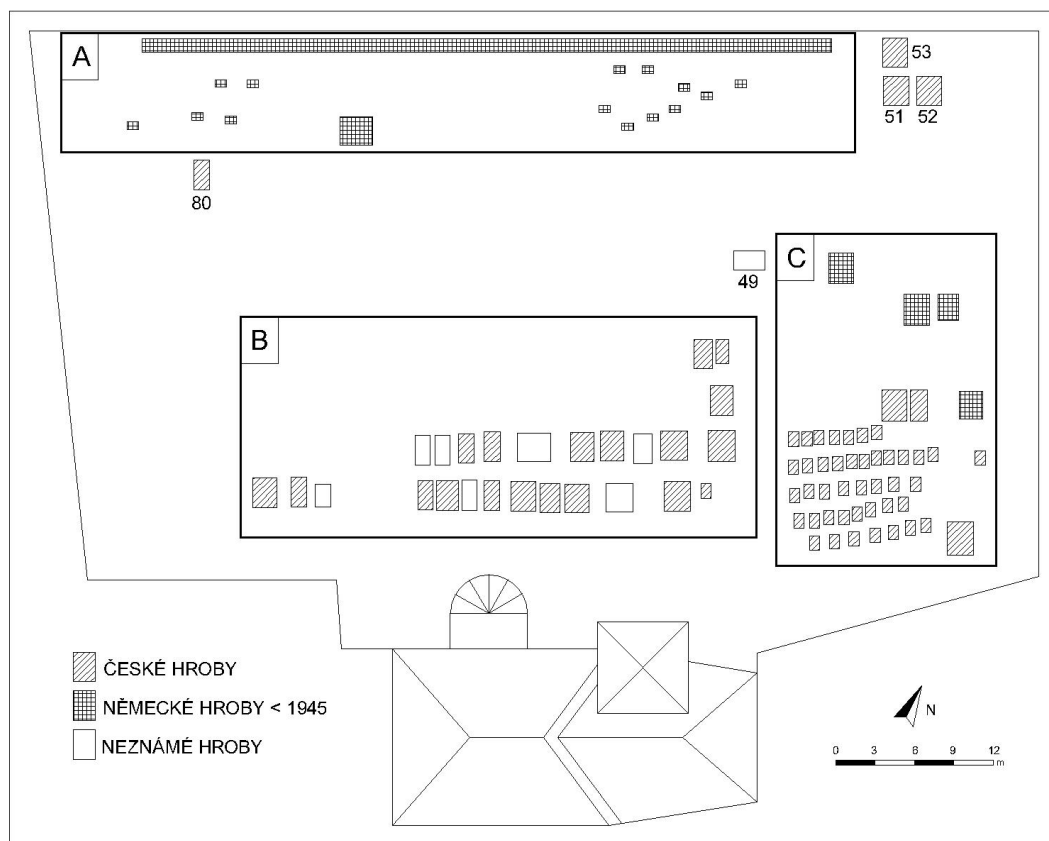 A
53
51 52
80
C
49
B
ČESKÉ HROBY
NĚMECKÉ HROBY < 1945
NEZNÁMÉ HROBY
N
0 3 6 9 12
m